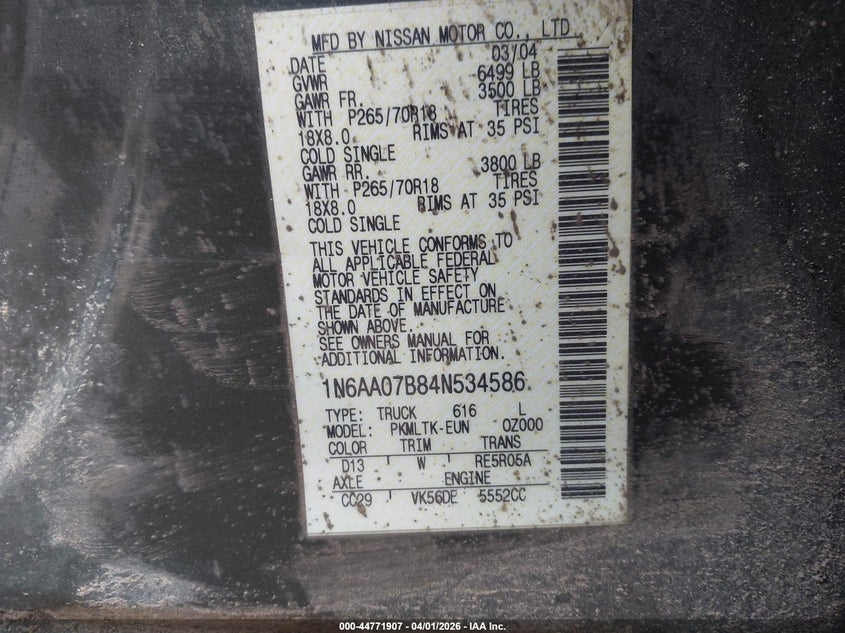 MFD BY NISSAN MOTOR CO., LTD.
DATE 03/04
GVWR 6499 LB
GAWR FR. 3500 LB
WITH P265/70R18 TIRES
18X8.0 RIMS AT 35 PSI
COLD SINGLE
GAWR RR. 3800 LB
WITH P265/70R18 TIRES
18X8.0 RIMS AT 35 PSI
COLD SINGLE
THIS VEHICLE CONFORMS TO
ALL APPLICABLE FEDERAL
MOTOR VEHICLE SAFETY
STANDARDS IN EFFECT ON
THE DATE OF MANUFACTURE
SHOWN ABOVE.
SEE OWNERS MANUAL FOR
ADDITIONAL INFORMATION.
1N6AA07B84N534586
TYPE: TRUCK 616 L
MODEL: PKMLTK-EUN OZ000
COLOR TRIM TRANS
D13 W RE5R05A
AXLE ENGINE
CC29 VK56DE 5552CC
000-44771907 - 04/01/2026 - IAA Inc.